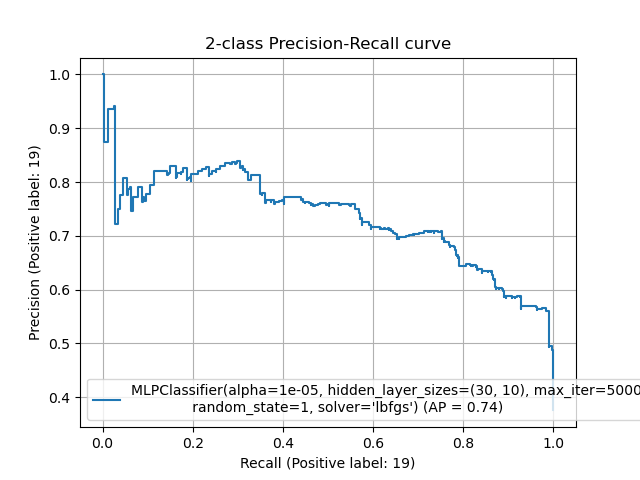 2-class Precision-Recall curve
1.0
0.9
0.8
0.7
0.6
0.5
0.4
Precision (Positive label: 19)
MLPClassifier(alpha=1e-05, hidden_layer_sizes=(30, 10), max_iter=5000
random_state=1, solver='lbfgs') (AP = 0.74)
0.0 0.2 0.4 0.6 0.8 1.0
Recall (Positive label: 19)